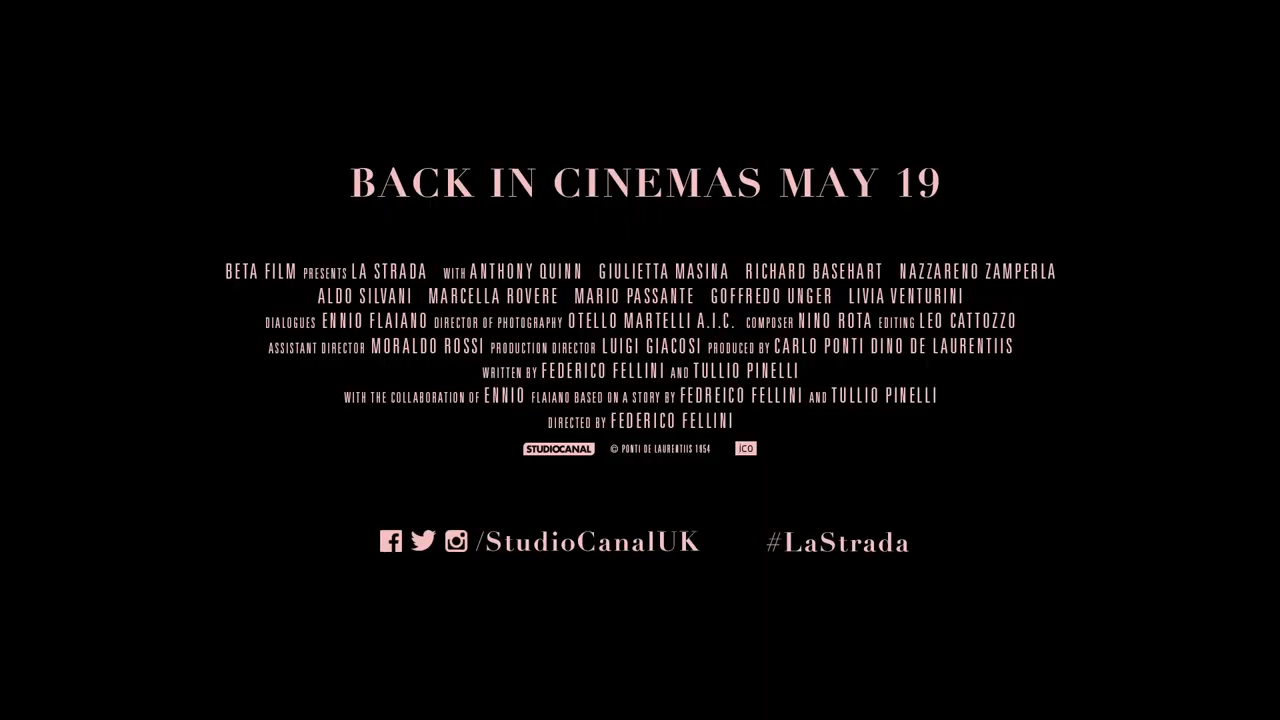 BACK IN CINEMAS MAY 19
BETA FILM PRESENTS LA STRADA WITH ANTHONY QUINN GIULIETTA MASINA RICHARD BASEHART NAZZARENO ZAMPERLA
ALDO SILVANI MARCELLA ROVERE MARIO PASSANTE GOFFREDO UNGER LIVIA VENTURINI
DIALOGUES ENNIO FLAIANO DIRECTOR OF PHOTOGRAPHY OTELLO MARTELLI A.I.C. COMPOSER NINO ROTA EDITING LEO CATTOZZO
ASSISTANT DIRECTOR MORALDO ROSSI PRODUCTION DIRECTOR LUIGI GIACOSI PRODUCED BY CARLO PONTI DINO DE LAURENTIIS
WRITTEN BY FEDERICO FELLINI AND TULLIO PINELLI
WITH THE COLLABORATION OF ENNIO FLAIANO BASED ON A STORY BY FEDREICO FELLINI AND TULLIO PINELLI
DIRECTED BY FEDERICO FELLINI
STUDIOCANAL © PONTI DE LAURENTIIS 1954 ico
/StudioCanalUK #LaStrada